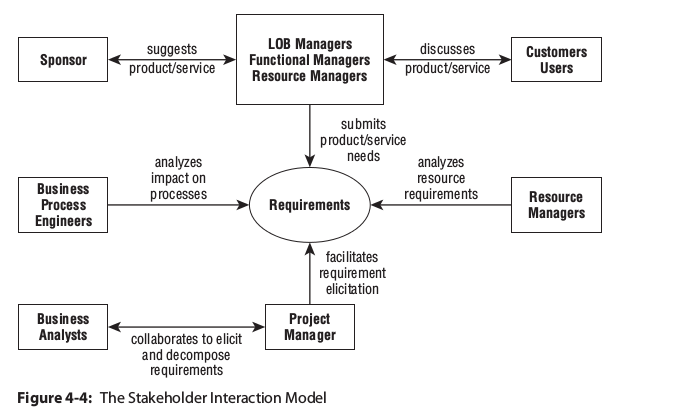 LOB Managers
Functional Managers
Resource Managers
Sponsor
suggests
product/service
discusses
product/service
Customers
Users
submits
product/service
needs
analyzes
impact on
processes
analyzes
resource
requirements
Business
Process
Engineers
Requirements
Resource
Managers
facilitates
requirement
elicitation
Business
Analysts
collaborates to elicit
and decompose
requirements
Project
Manager
Figure 4-4: The Stakeholder Interaction Model